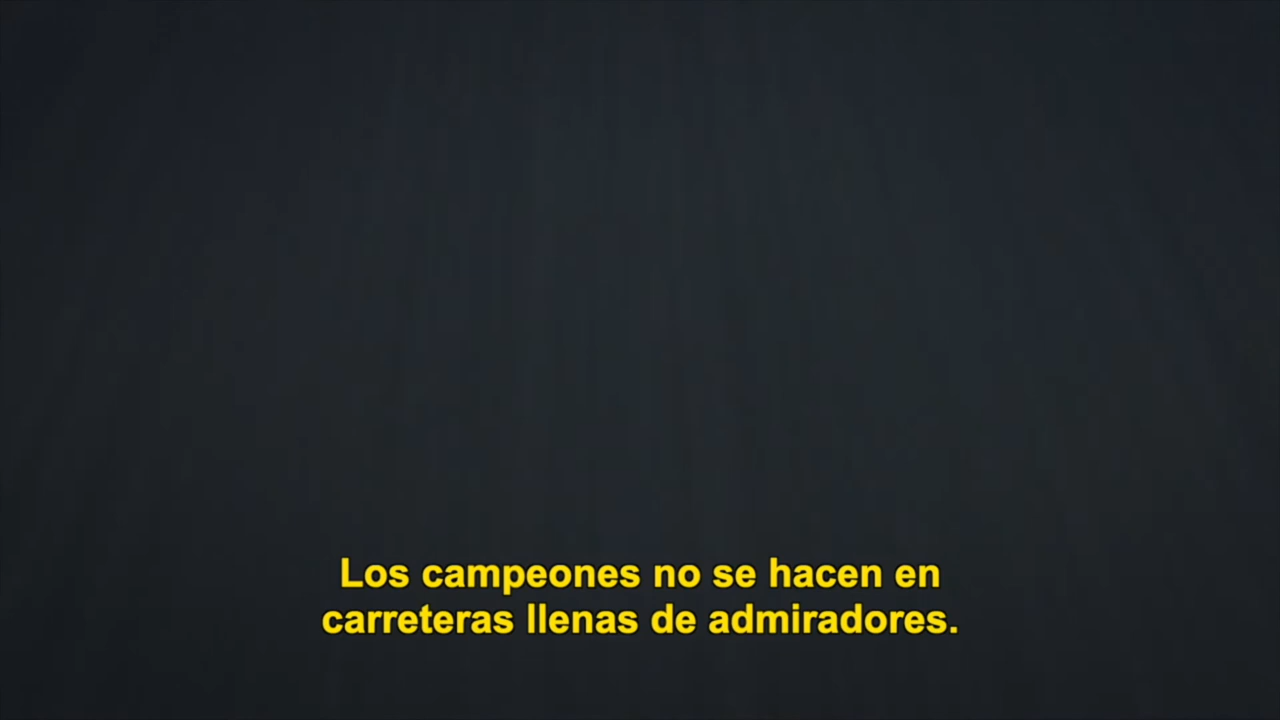 Los campeones no se hacen en
carreteras llenas de admiradores.